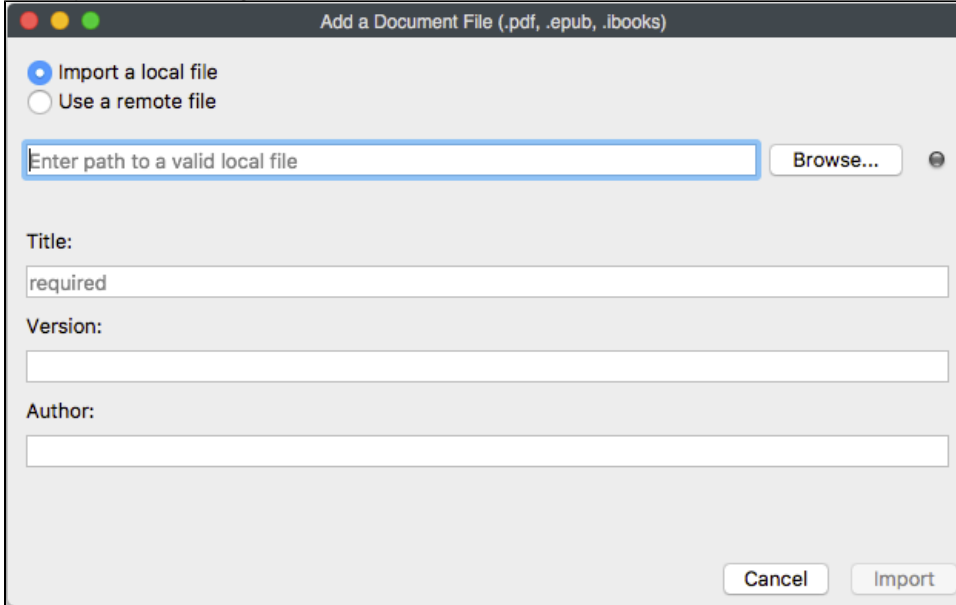 Add a Document File (.pdf, .epub, .ibooks)
Import a local file
Use a remote file
Enter path to a valid local file
Browse...
Title:
required
Version:
Author:
Cancel
Import